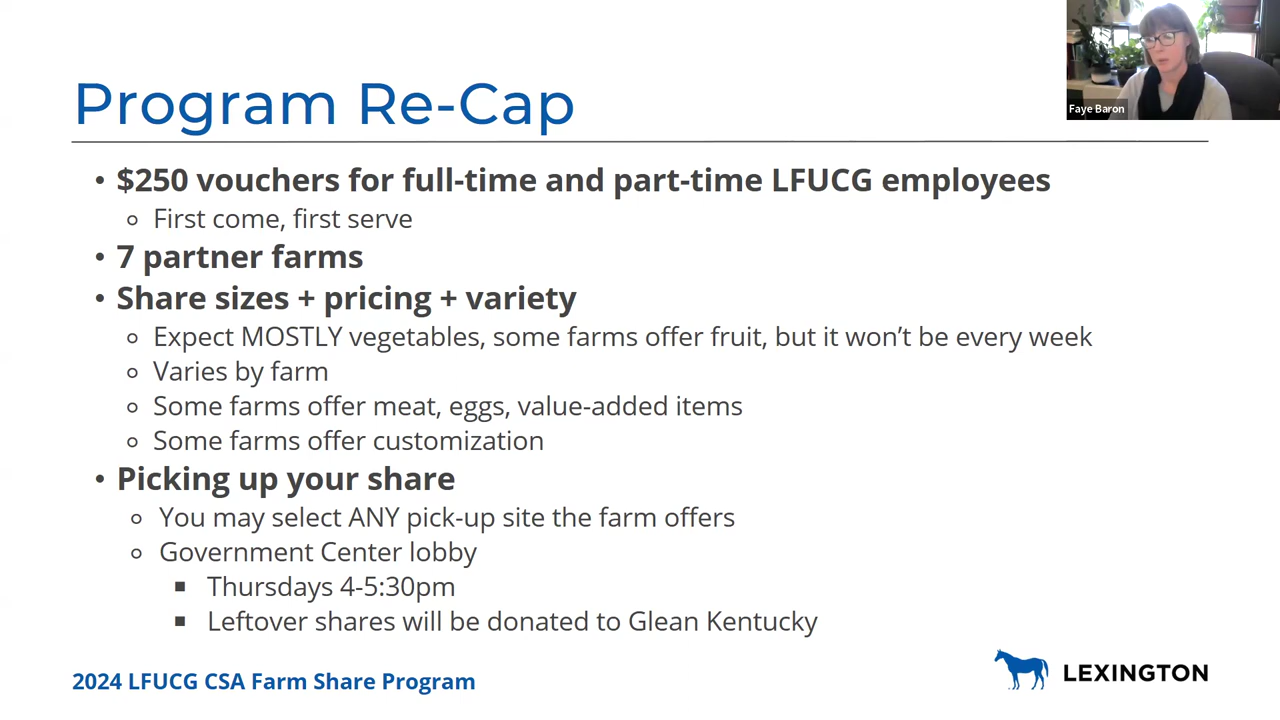 Program Re-Cap
Faye Baron
• $250 vouchers for full-time and part-time LFUCG employees
○ First come, first serve
• 7 partner farms
• Share sizes + pricing + variety
○ Expect MOSTLY vegetables, some farms offer fruit, but it won’t be every week
○ Varies by farm
○ Some farms offer meat, eggs, value-added items
○ Some farms offer customization
• Picking up your share
○ You may select ANY pick-up site the farm offers
○ Government Center lobby
■ Thursdays 4-5:30pm
■ Leftover shares will be donated to Glean Kentucky
2024 LFUCG CSA Farm Share Program
LEXINGTON